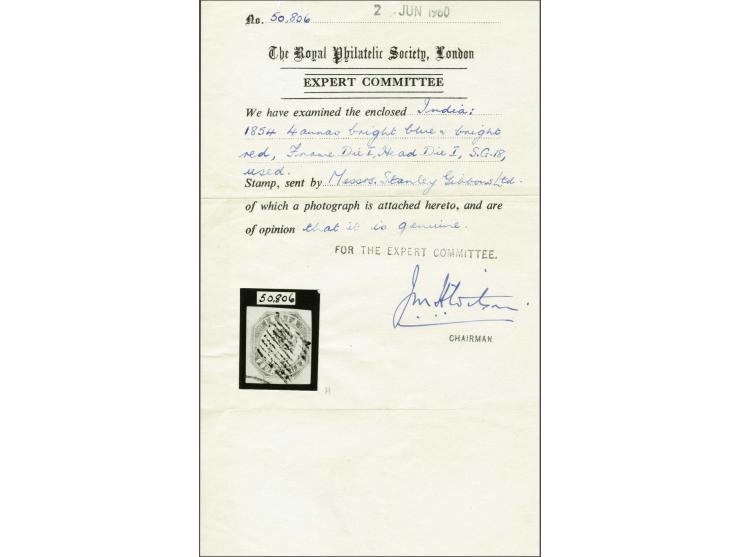 No. 50,806
2 JUN 1960
The Royal Philatelic Society, London
EXPERT COMMITTEE
We have examined the enclosed India:
1854 4 annas bright blue & bright
red, Frame Die I, Head Die I, S.G.18,
used.
Stamp, sent by Messrs. Stanley Gibbons Ltd.
of which a photograph is attached hereto, and are
of opinion that it is genuine.
FOR THE EXPERT COMMITTEE.
CHAIRMAN
50,806
H